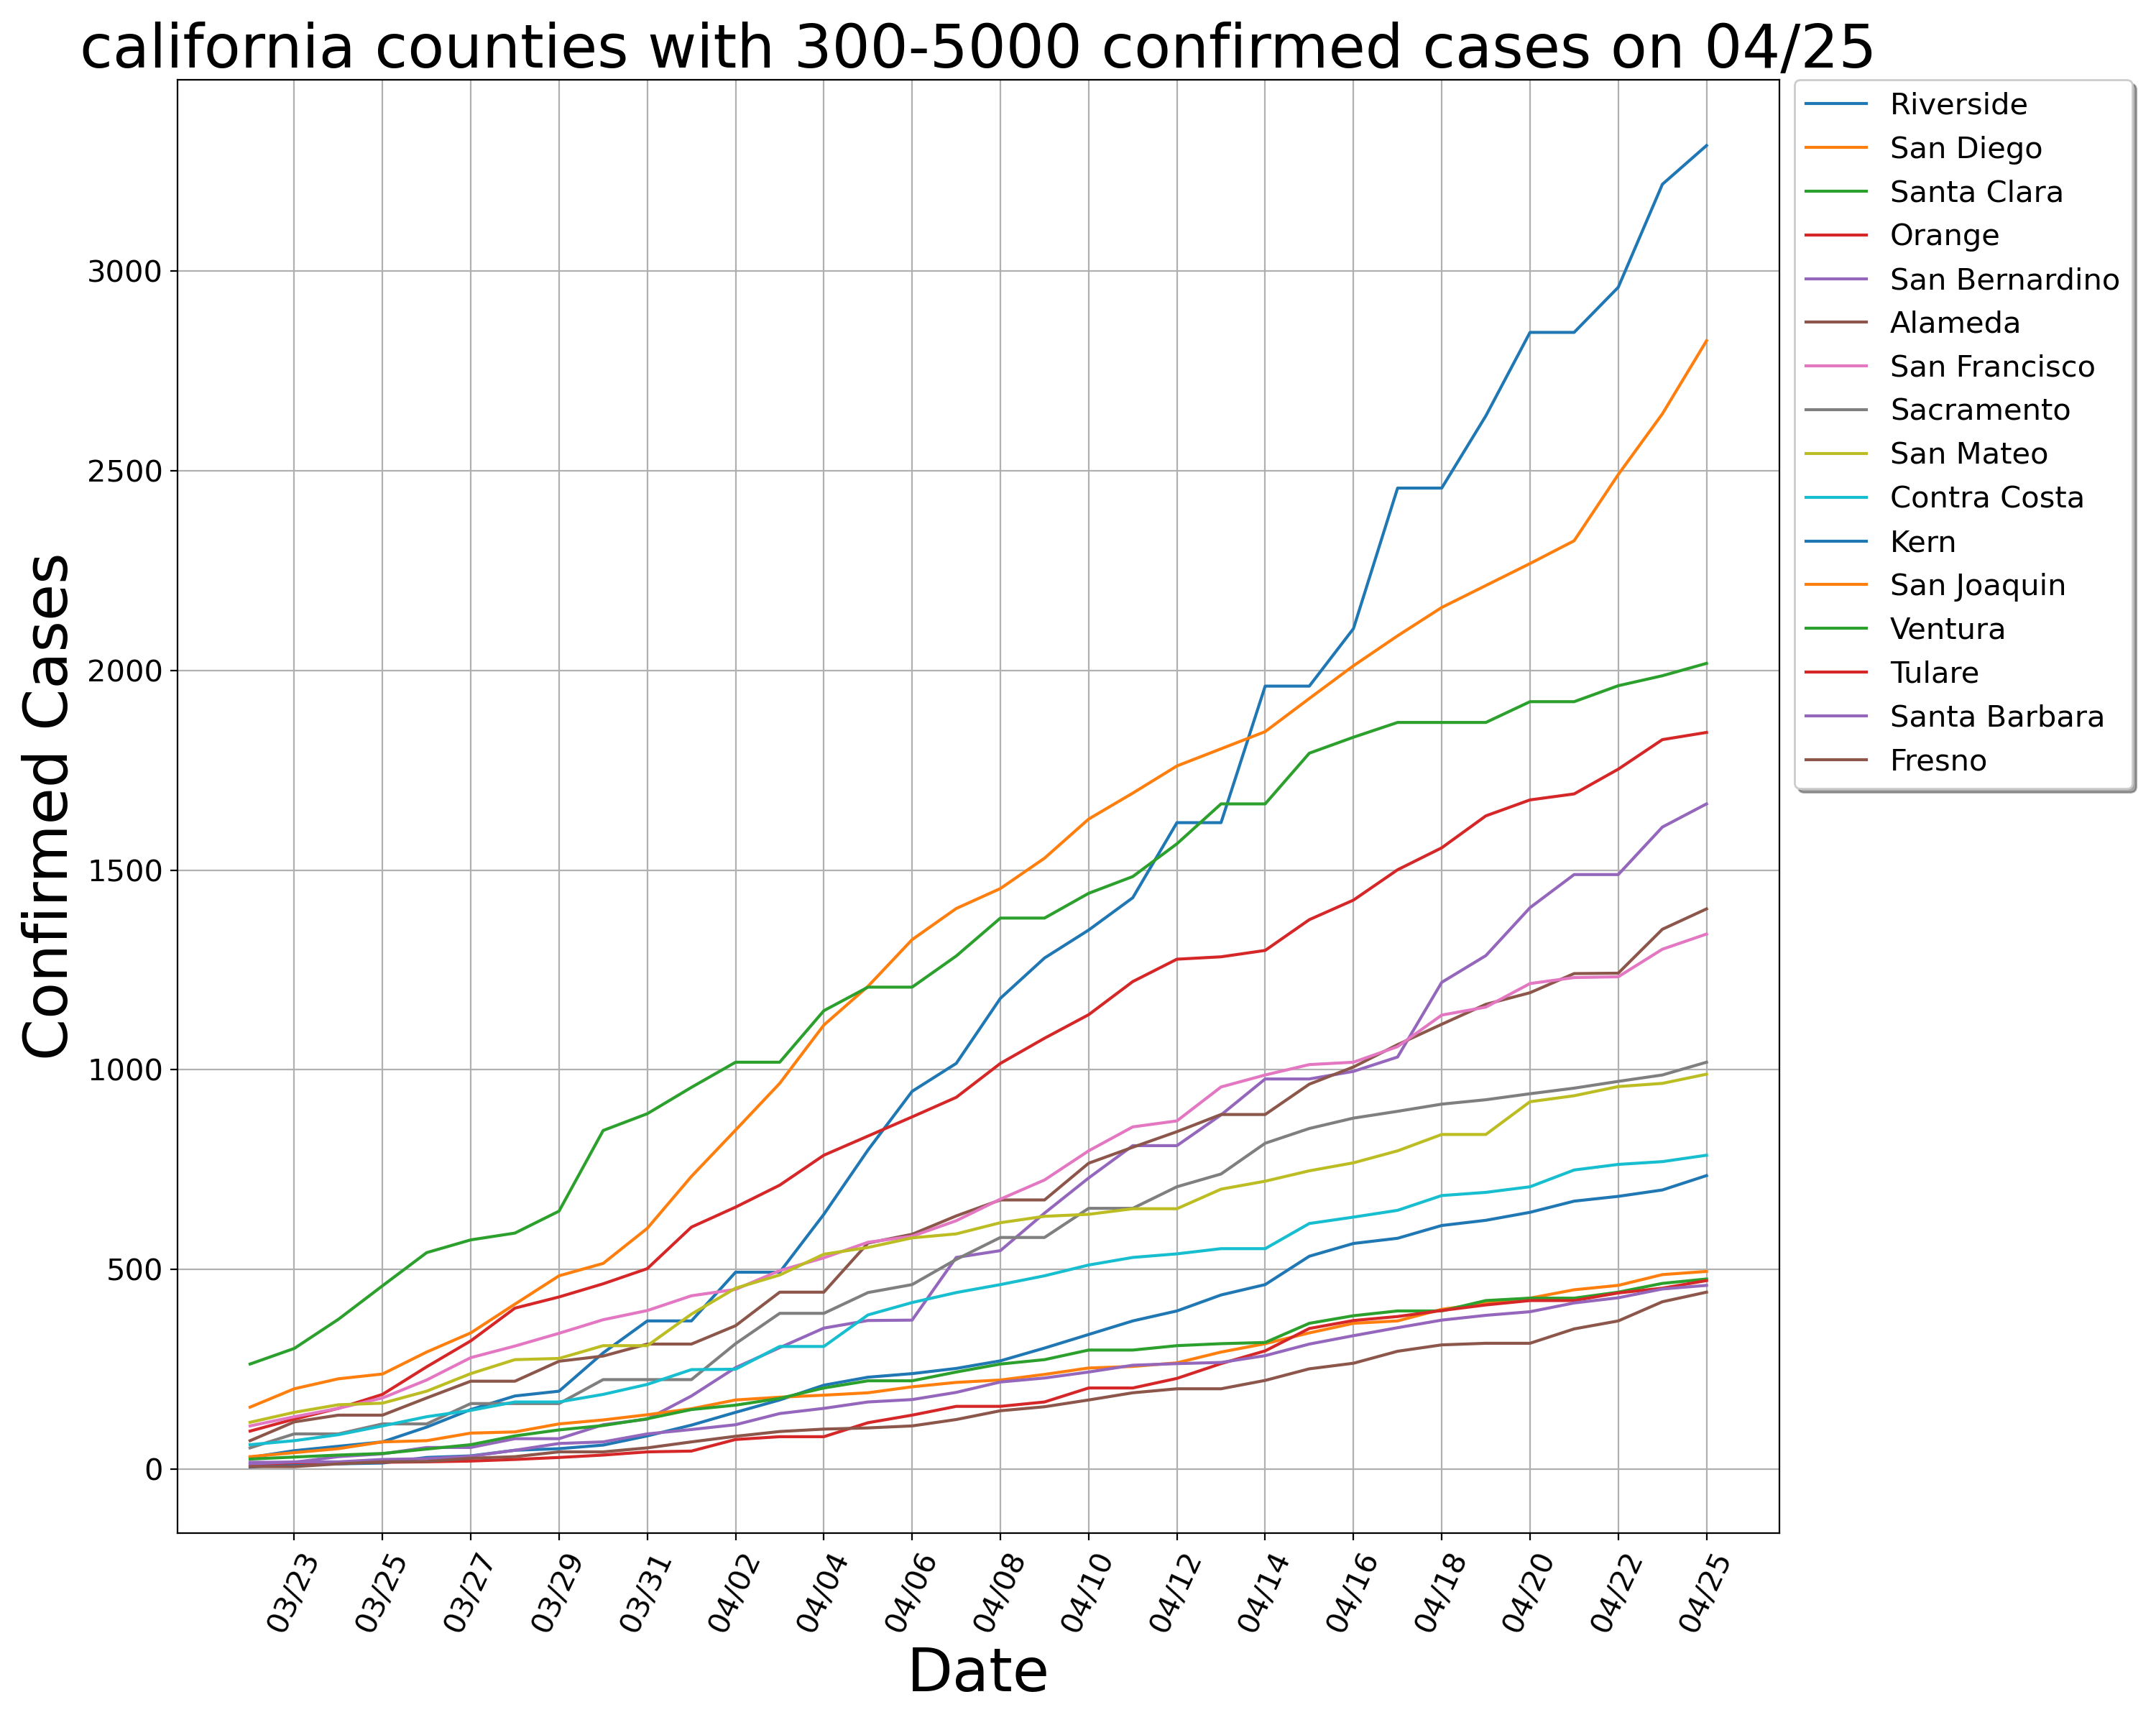 california counties with 300-5000 confirmed cases on 04/25
Riverside
San Diego
Santa Clara
Orange
San Bernardino
Alameda
San Francisco
Sacramento
San Mateo
Contra Costa
Kern
San Joaquin
Ventura
Tulare
Santa Barbara
Fresno
Confirmed Cases
3000
2500
2000
1500
1000
500
0
03/23
03/25
03/27
03/29
03/31
04/02
04/04
04/06
04/08
04/10
04/12
04/14
04/16
04/18
04/20
04/22
04/25
Date